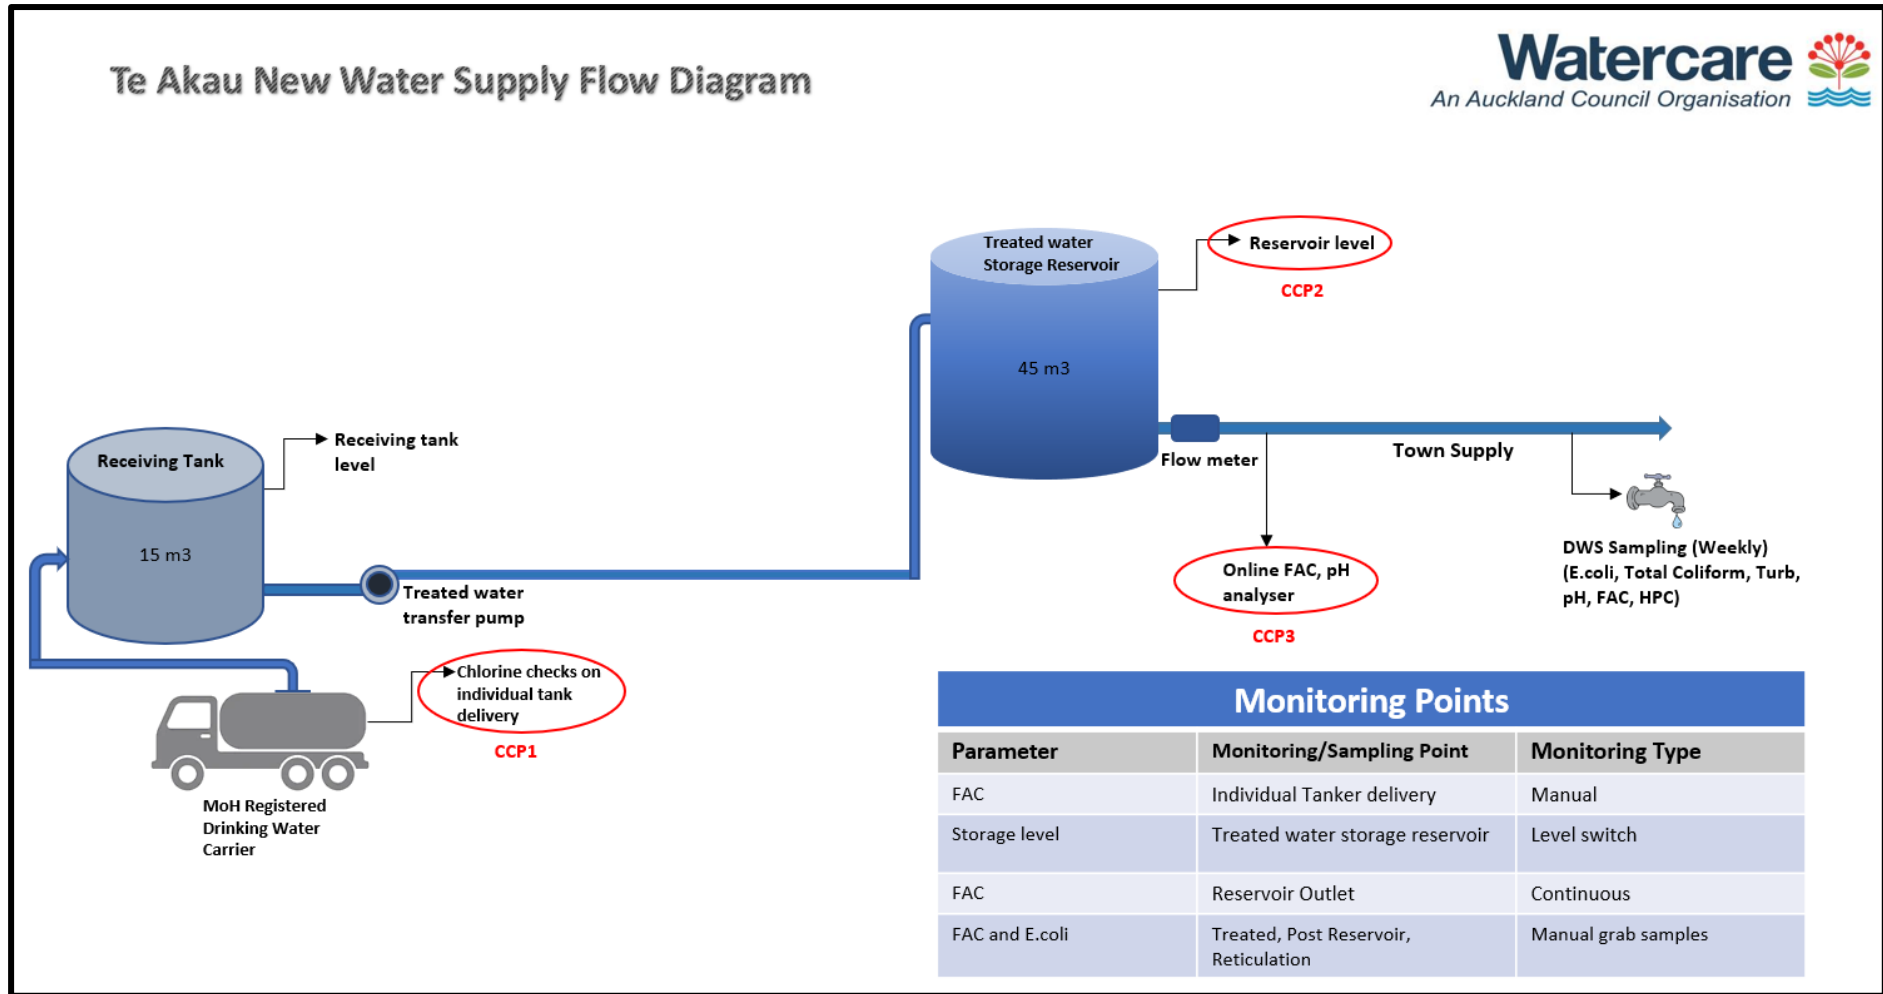 Te Akau New Water Supply Flow Diagram
Watercare
An Auckland Council Organisation
Treated water
Storage Reservoir
45 m3
Reservoir level
CCP2
Receiving Tank
15 m3
Receiving tank
level
Flow meter
Town Supply
Treated water
transfer pump
Online FAC, pH
analyser
CCP3
DWS Sampling (Weekly)
(E.coli, Total Coliform, Turb,
pH, FAC, HPC)
Chlorine checks on
individual tank
delivery
CCP1
MoH Registered
Drinking Water
Carrier
Monitoring Points
Parameter Monitoring/Sampling Point Monitoring Type
FAC Individual Tanker delivery Manual
Storage level Treated water storage reservoir Level switch
FAC Reservoir Outlet Continuous
FAC and E.coli Treated, Post Reservoir, Manual grab samples
Reticulation